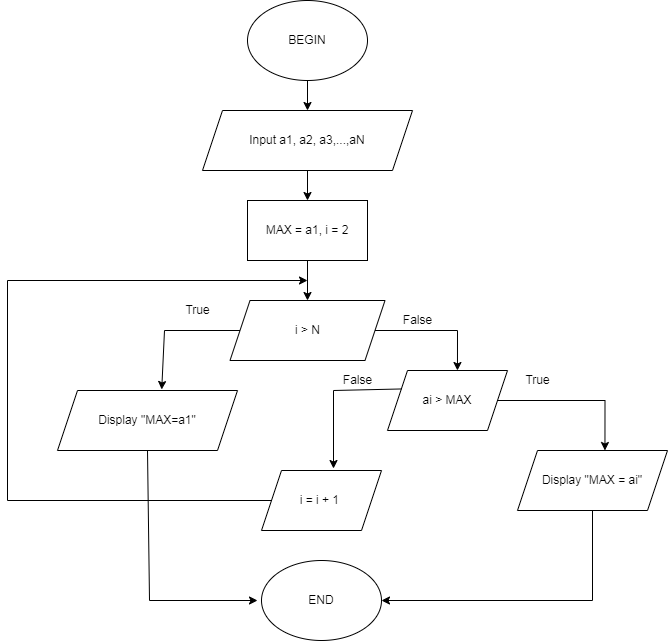 BEGIN
Input a1, a2, a3,...,aN
MAX = a1, i = 2
True
i > N
False
False
ai > MAX
True
Display "MAX=a1"
Display "MAX = ai"
i = i + 1
END